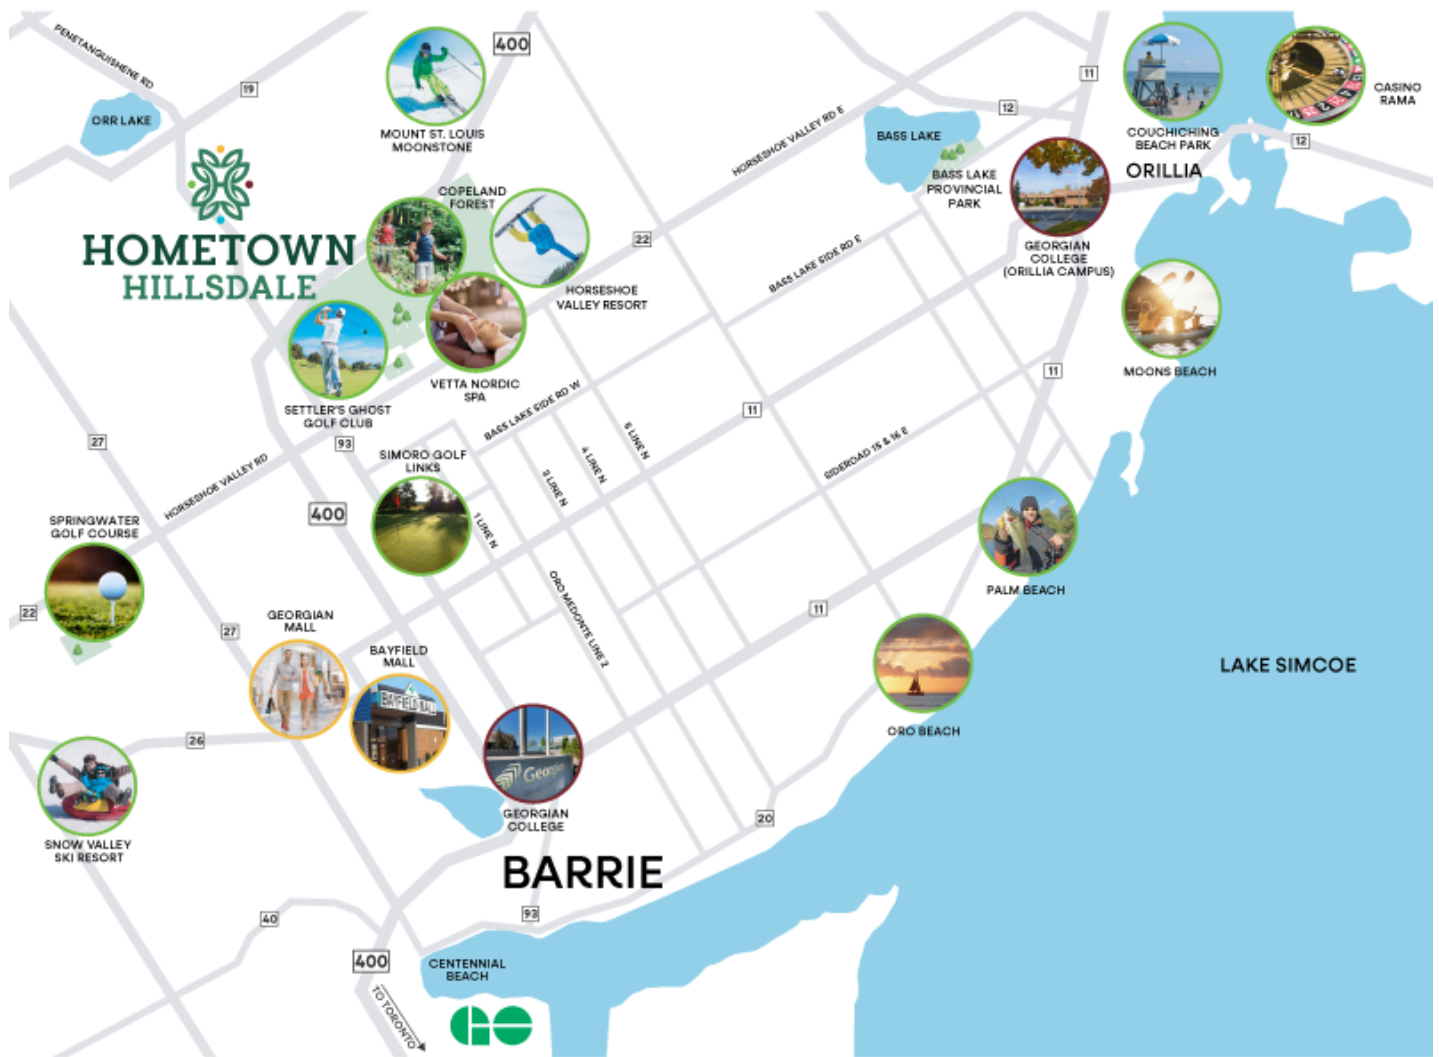 PENETANGUISHENE RD
19
ORR LAKE
400
MOUNT ST. LOUIS
MOONSTONE
HOMETOWN
HILLSDALE
COPELAND
FOREST
HORSESHOE
VALLEY RESORT
VETTA NORDIC
SPA
SETTLER'S GHOST
GOLF CLUB
HORSESHOE VALLEY RD E
22
BASS LAKE
12
11
BASS LAKE
PROVINCIAL
PARK
COUCHICHING
BEACH PARK
CASINO
RAMA
12
ORILLIA
GEORGIAN
COLLEGE
(ORILLIA CAMPUS)
BASS LAKE SIDE RD E
MOONS BEACH
11
11
27
93
HORSESHOE VALLEY RD
BASS LAKE SIDE RD W
SIMORO GOLF
LINKS
400
1 LINE N
3 LINE N
4 LINE N
5 LINE N
SIDEROAD 15 & 16 E
SPRINGWATER
GOLF COURSE
22
27
GEORGIAN
MALL
BAYFIELD
MALL
BAYFIELD MALL
ORO MEDONTE LINE 2
11
PALM BEACH
ORO BEACH
LAKE SIMCOE
26
SNOW VALLEY
SKI RESORT
Georgian
GEORGIAN
COLLEGE
20
BARRIE
93
40
400
CENTENNIAL
BEACH
TO TORONTO
GO